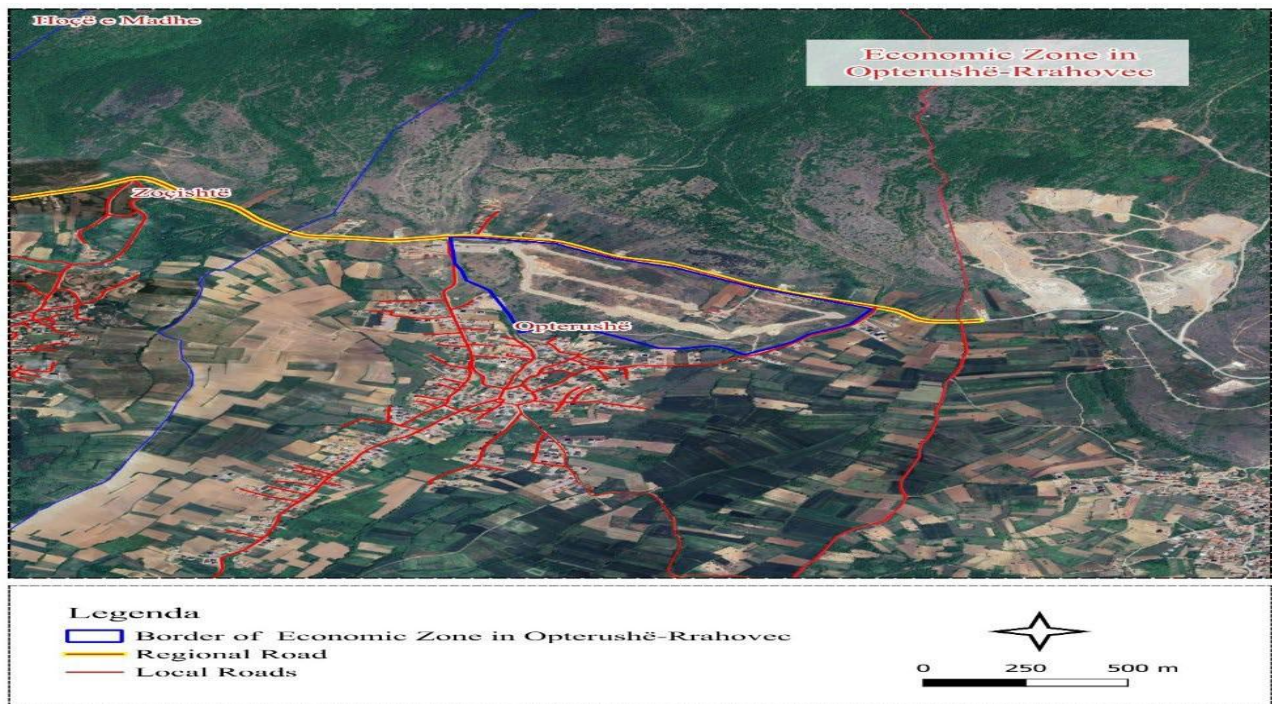 Hoçë e Madhe
Economic Zone in
Opterushë-Rrahovec
Zoçishtë
Opterushë
Legenda
Border of Economic Zone in Opterushë-Rrahovec
Regional Road
Local Roads
0 250 500 m